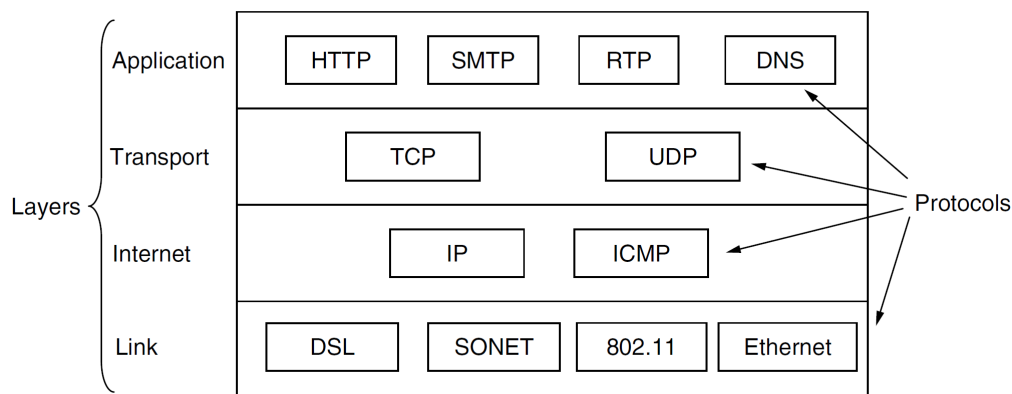 Application HTTP SMTP RTP DNS
Transport TCP UDP
Layers
Protocols
Internet IP ICMP
Link DSL SONET 802.11 Ethernet